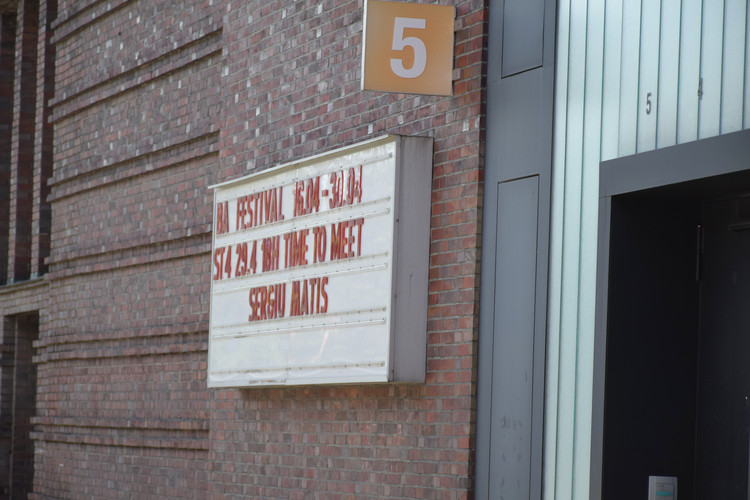 5
5
BA FESTIVAL 16.04-30.04
ST4 29.4 18H TIME TO MEET
SERGIU MATIS